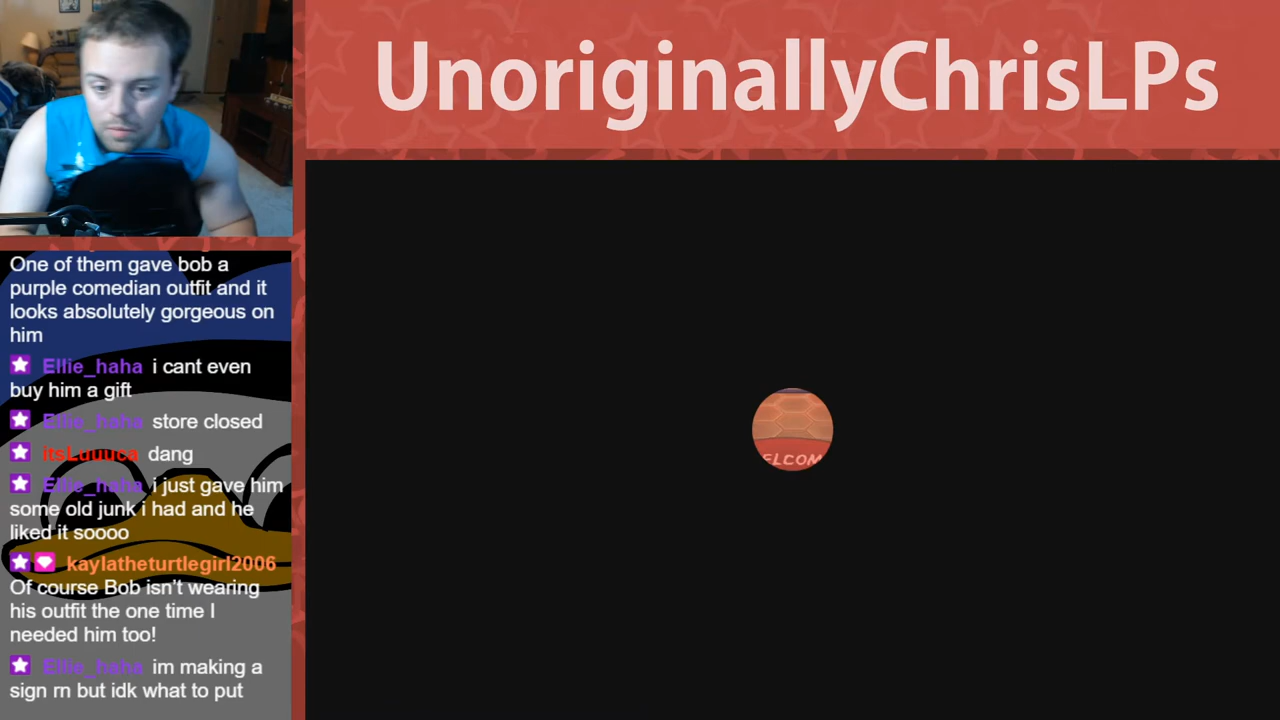 UnoriginallyChrisLPs
One of them gave bob a
purple comedian outfit and it
looks absolutely gorgeous on
him
Ellie_haha i cant even
buy him a gift
Ellie_haha store closed
itsLuuuca dang
Ellie_haha i just gave him
some old junk i had and he
liked it soooo
kaylatheturtlegirl2006
Of course Bob isn't wearing
his outfit the one time I
needed him too!
Ellie_haha im making a
sign rn but idk what to put
ELCOM